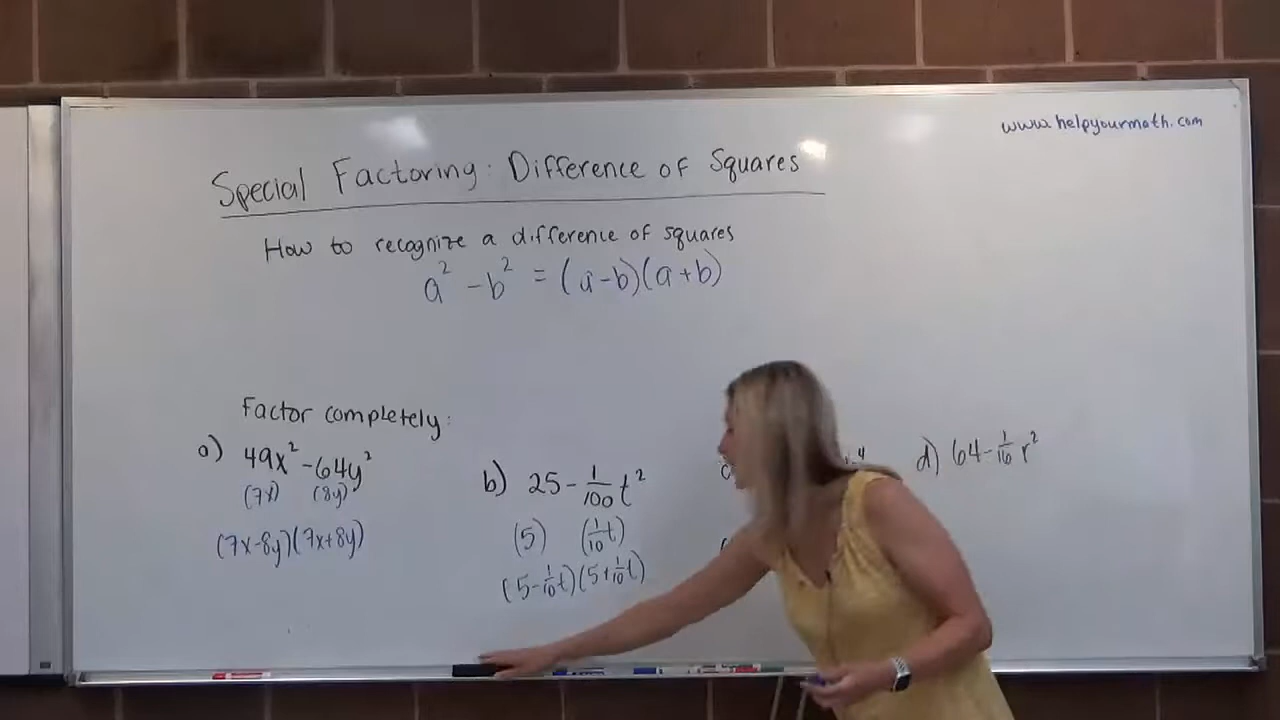 www.helpyourmath.com
Special Factoring: Difference of Squares
How to recognize a difference of squares
a² - b² = (a-b)(a+b)
Factor completely:
a) 49x² - 64y²
(7x) (8y)
(7x-8y)(7x+8y)
b) 25 - 1/100 t²
(5) (1/10 t)
(5 - 1/10 t)(5 + 1/10 t)
d) 64 - 1/16 r²